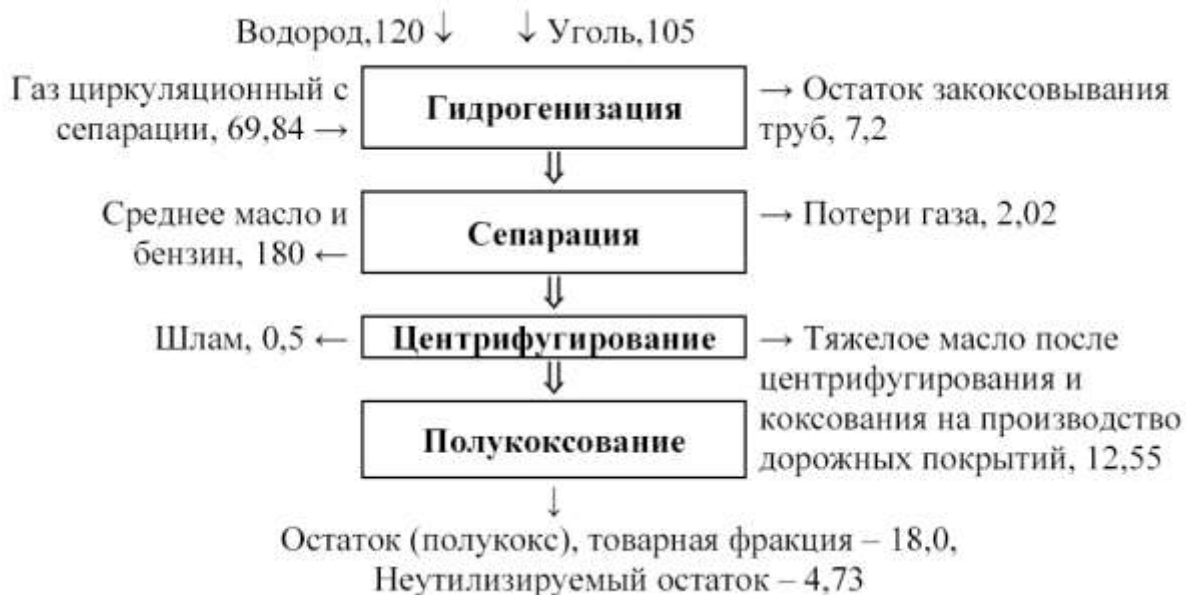 Водород,120 ↓ ↓ Уголь,105
Газ циркуляционный с
сепарации, 69,84 →
Гидрогенизация
→ Остаток закоксовывания
труб, 7,2
Среднее масло и
бензин, 180 ←
Сепарация
→ Потери газа, 2,02
Шлам, 0,5 ←
Центрифугирование
→ Тяжелое масло после
центрифугирования и
коксования на производство
дорожных покрытий, 12,55
Полукоксование
↓
Остаток (полукокс), товарная фракция – 18,0,
Неутилизируемый остаток – 4,73